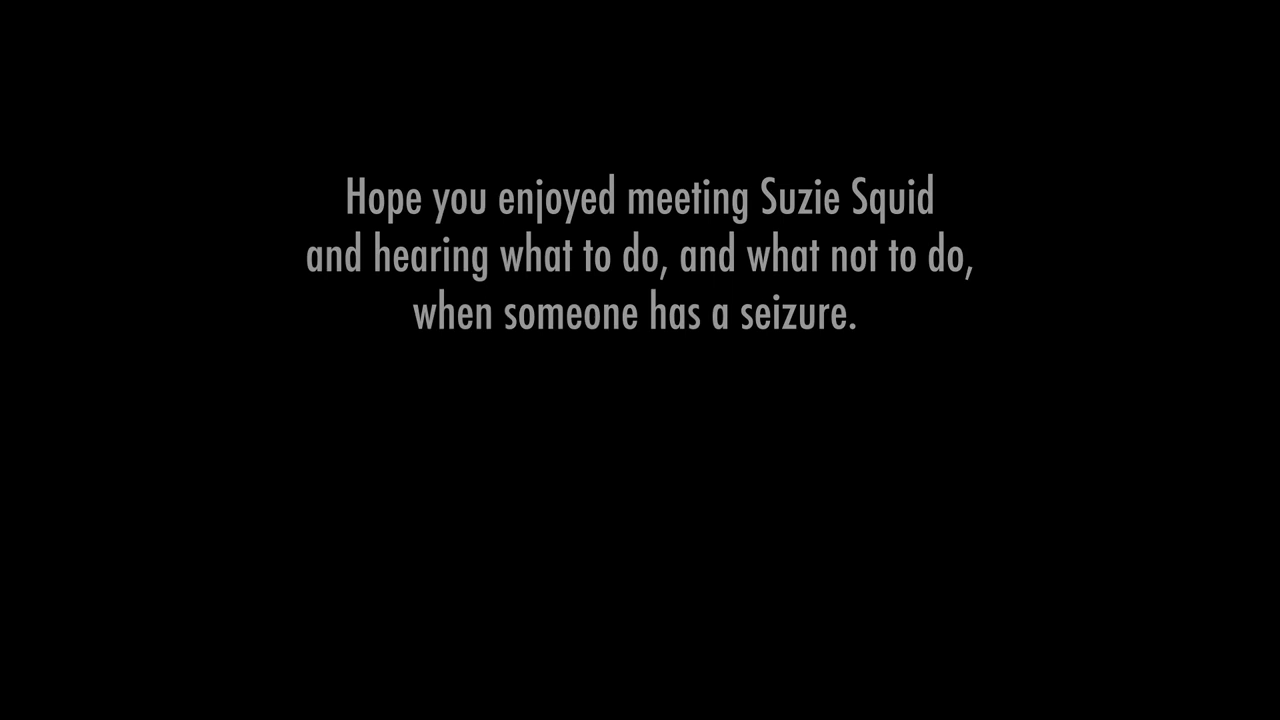 Hope you enjoyed meeting Suzie Squid
and hearing what to do, and what not to do,
when someone has a seizure.